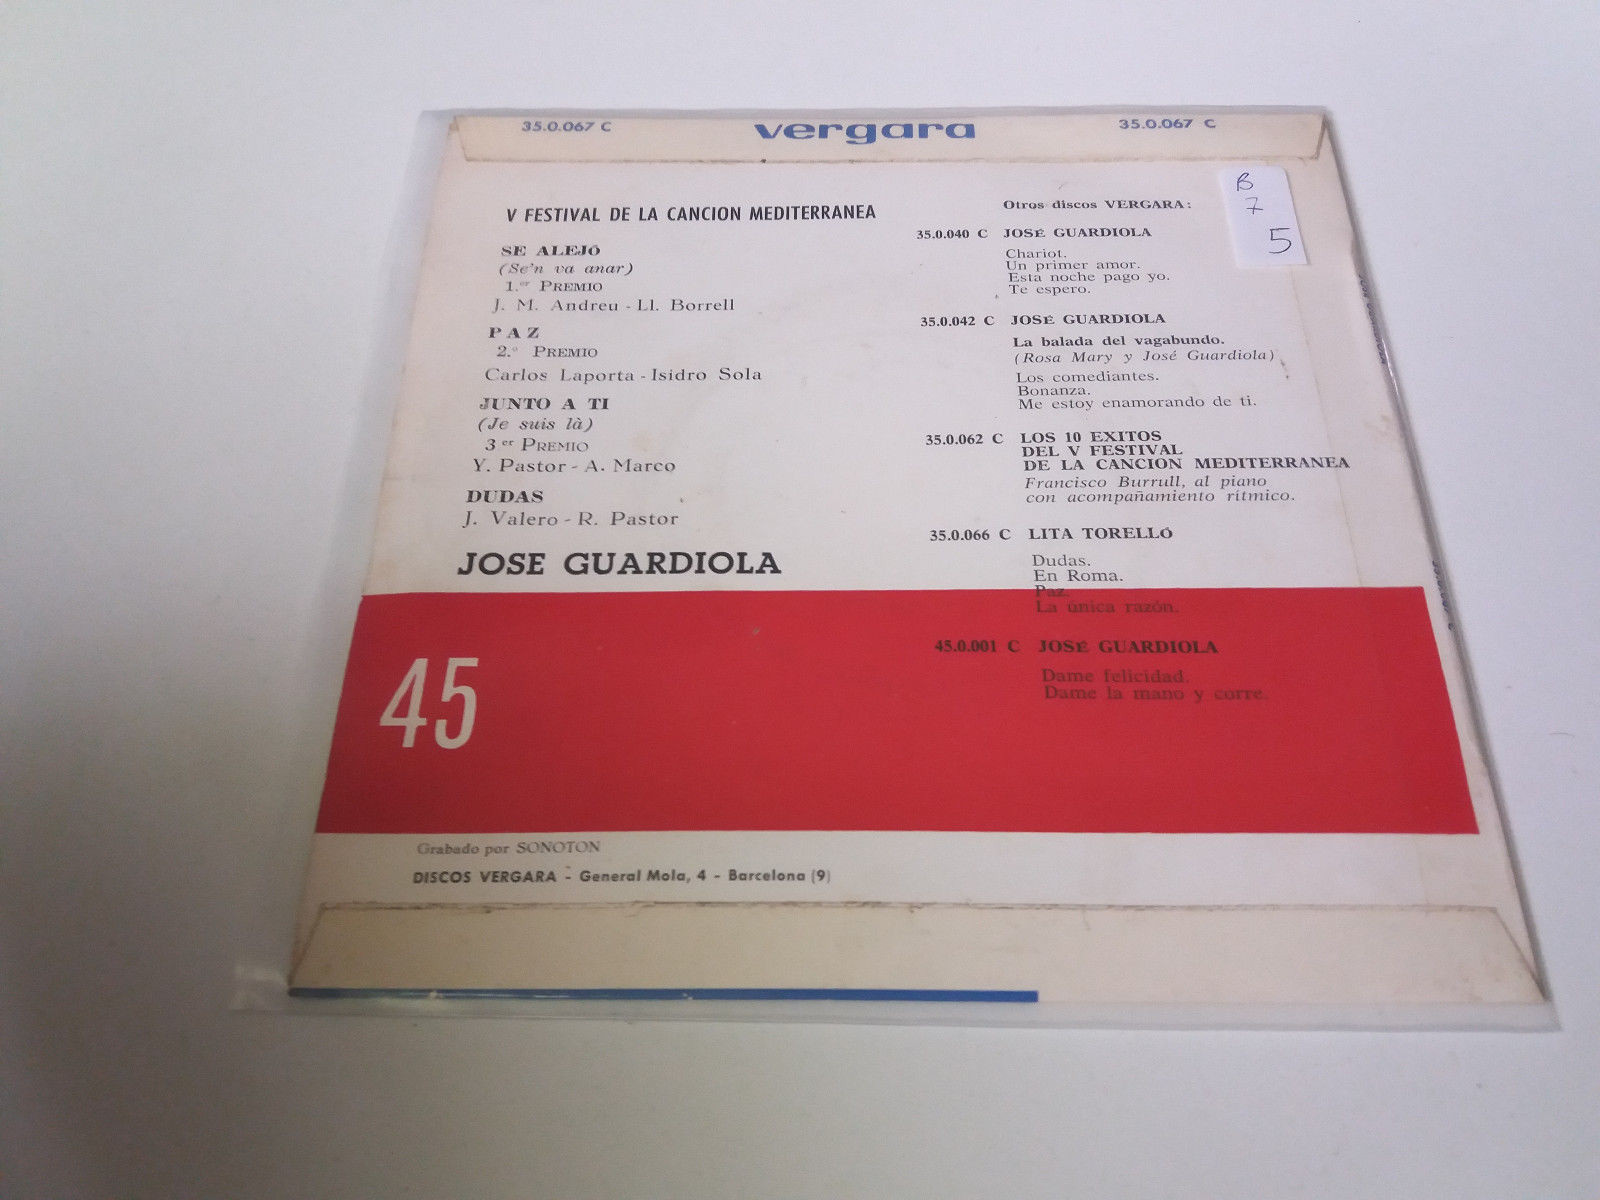 35.0.067 C
vergara
35.0.067 C
V FESTIVAL DE LA CANCION MEDITERRANEA
SE ALEJÓ
(Se'n va anar)
1.er PREMIO
J. M. Andreu - Ll. Borrell
PAZ
2.º PREMIO
Carlos Laporta - Isidro Sola
JUNTO A TI
(Je suis là)
3 er PREMIO
Y. Pastor - A. Marco
DUDAS
J. Valero - R. Pastor
JOSE GUARDIOLA
45
Otros discos VERGARA:
35.0.040 C JOSÉ GUARDIOLA
Chariot.
Un primer amor.
Esta noche pago yo.
Te espero.
35.0.042 C JOSÉ GUARDIOLA
La balada del vagabundo.
(Rosa Mary y José Guardiola)
Los comediantes.
Bonanza.
Me estoy enamorando de ti.
35.0.062 C LOS 10 EXITOS
DEL V FESTIVAL
DE LA CANCION MEDITERRANEA
Francisco Burrull, al piano
con acompañamiento rítmico.
35.0.066 C LITA TORELLÓ
Dudas.
En Roma.
Paz.
La única razón.
45.0.001 C JOSÉ GUARDIOLA
Dame felicidad.
Dame la mano y corre.
B
7
5
Grabado por SONOTON
DISCOS VERGARA - General Mola, 4 - Barcelona (9)